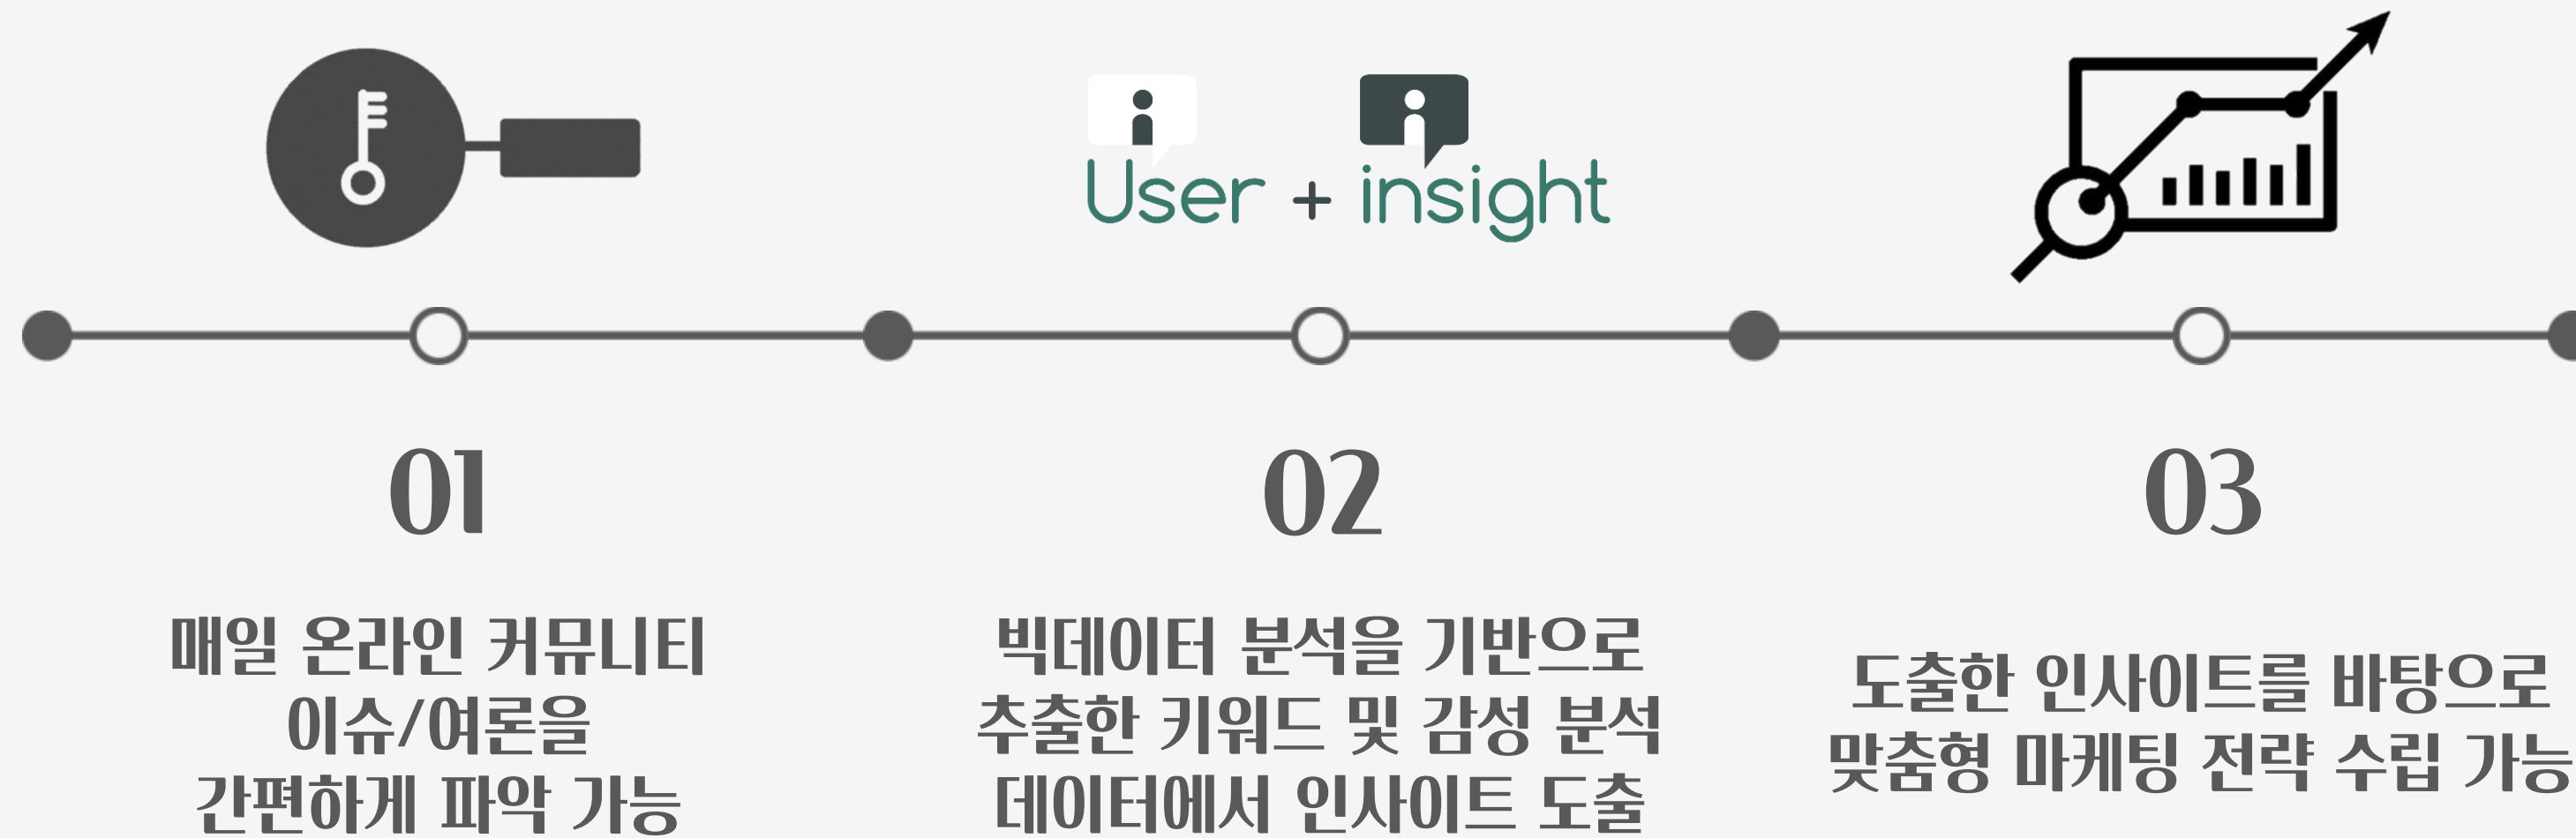 User + insight
01
매일 온라인 커뮤니티
이슈/여론을
간편하게 파악 가능
02
빅데이터 분석을 기반으로
추출한 키워드 및 감성 분석
데이터에서 인사이트 도출
03
도출한 인사이트를 바탕으로
맞춤형 마케팅 전략 수립 가능